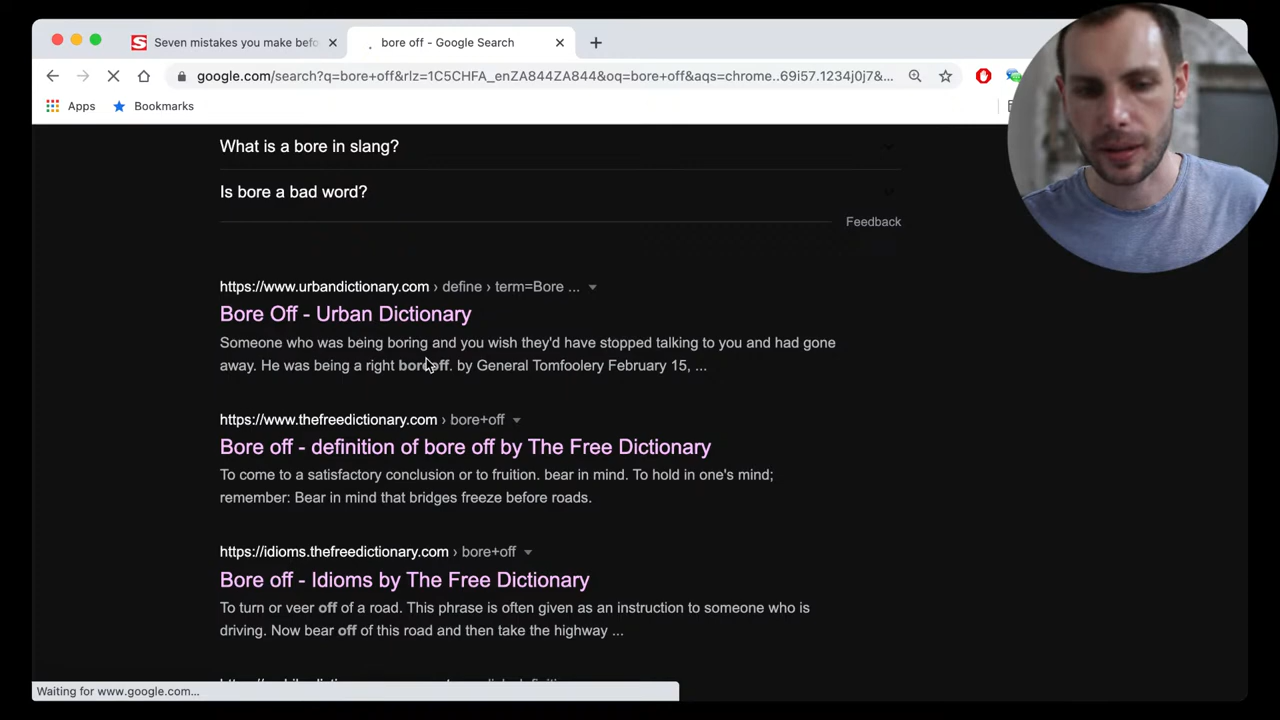 Seven mistakes you make befo
bore off - Google Search
google.com/search?q=bore+off&rlz=1C5CHFA_enZA844ZA844&oq=bore+off&aqs=chrome..69i57.1234j0j7&...
Apps
Bookmarks
What is a bore in slang?
Is bore a bad word?
Feedback
https://www.urbandictionary.com › define › term=Bore ...
Bore Off - Urban Dictionary
Someone who was being boring and you wish they'd have stopped talking to you and had gone
away. He was being a right bore off. by General Tomfoolery February 15, ...
https://www.thefreedictionary.com › bore+off
Bore off - definition of bore off by The Free Dictionary
To come to a satisfactory conclusion or to fruition. bear in mind. To hold in one's mind;
remember: Bear in mind that bridges freeze before roads.
https://idioms.thefreedictionary.com › bore+off
Bore off - Idioms by The Free Dictionary
To turn or veer off of a road. This phrase is often given as an instruction to someone who is
driving. Now bear off of this road and then take the highway ...
Waiting for www.google.com...